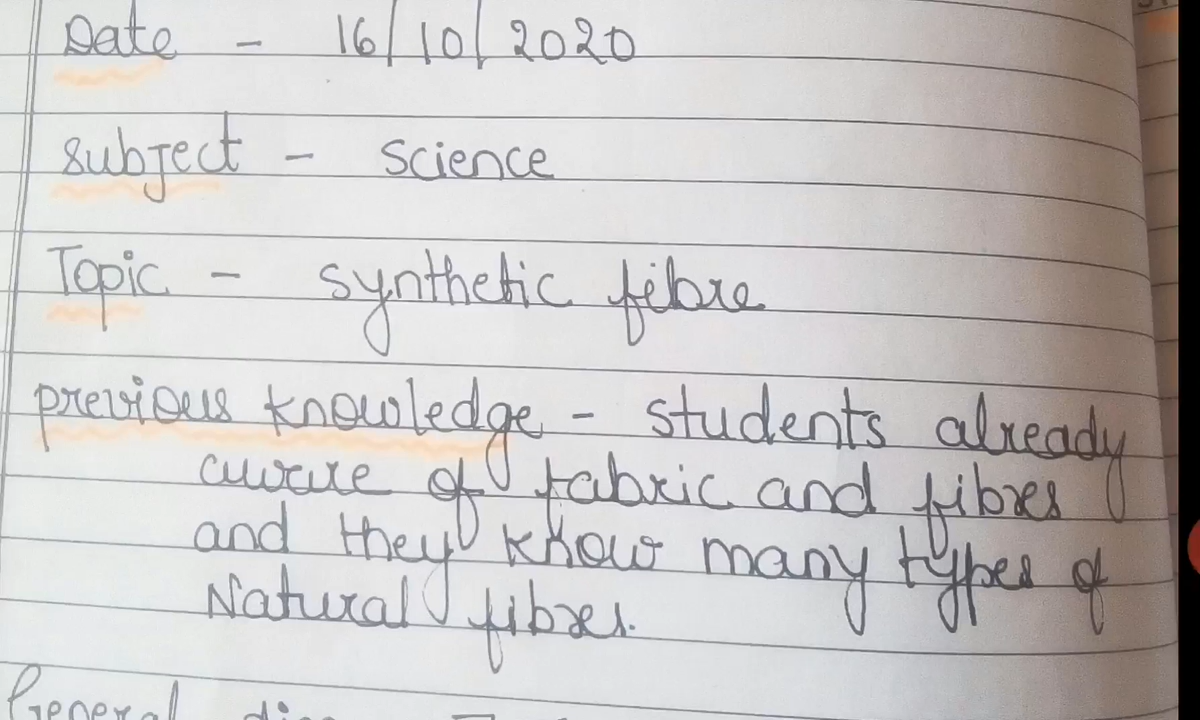 Date - 16/10/2020
Subject - Science
Topic - synthetic fibre
previous knowledge - students already
aware of fabric and fibres
and they know many types of
Natural fibres.
General